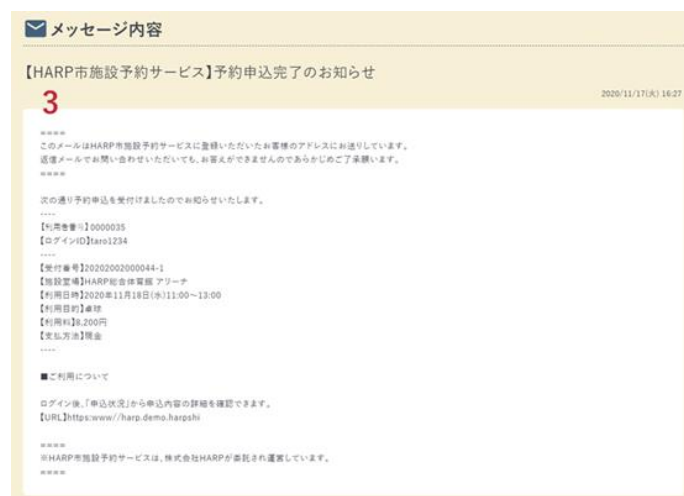 メッセージ内容
【HARP市施設予約サービス】予約申込完了のお知らせ
3
2020/11/17(火) 16:27
====
このメールはHARP市施設予約サービスに登録いただいたお客様のアドレスにお送りしています。
返信メールでお問い合わせいただいても、お答えができませんのであらかじめご了承願います。
====
次の通り予約申込を受付けましたのでお知らせいたします。
----
【利用者番号】0000035
【ログインID】taro1234
----
【受付番号】20202002000044-1
【施設室場】HARP総合体育館 アリーナ
【利用日時】2020年11月18日(水)11:00～13:00
【利用目的】卓球
【利用料】8,200円
【支払方法】現金
----
■ご利用について
ログイン後、「申込状況」から申込内容の詳細を確認できます。
【URL】https:www//harp.demo.harpshi
====
※HARP市施設予約サービスは、株式会社HARPが委託され運営しています。
====